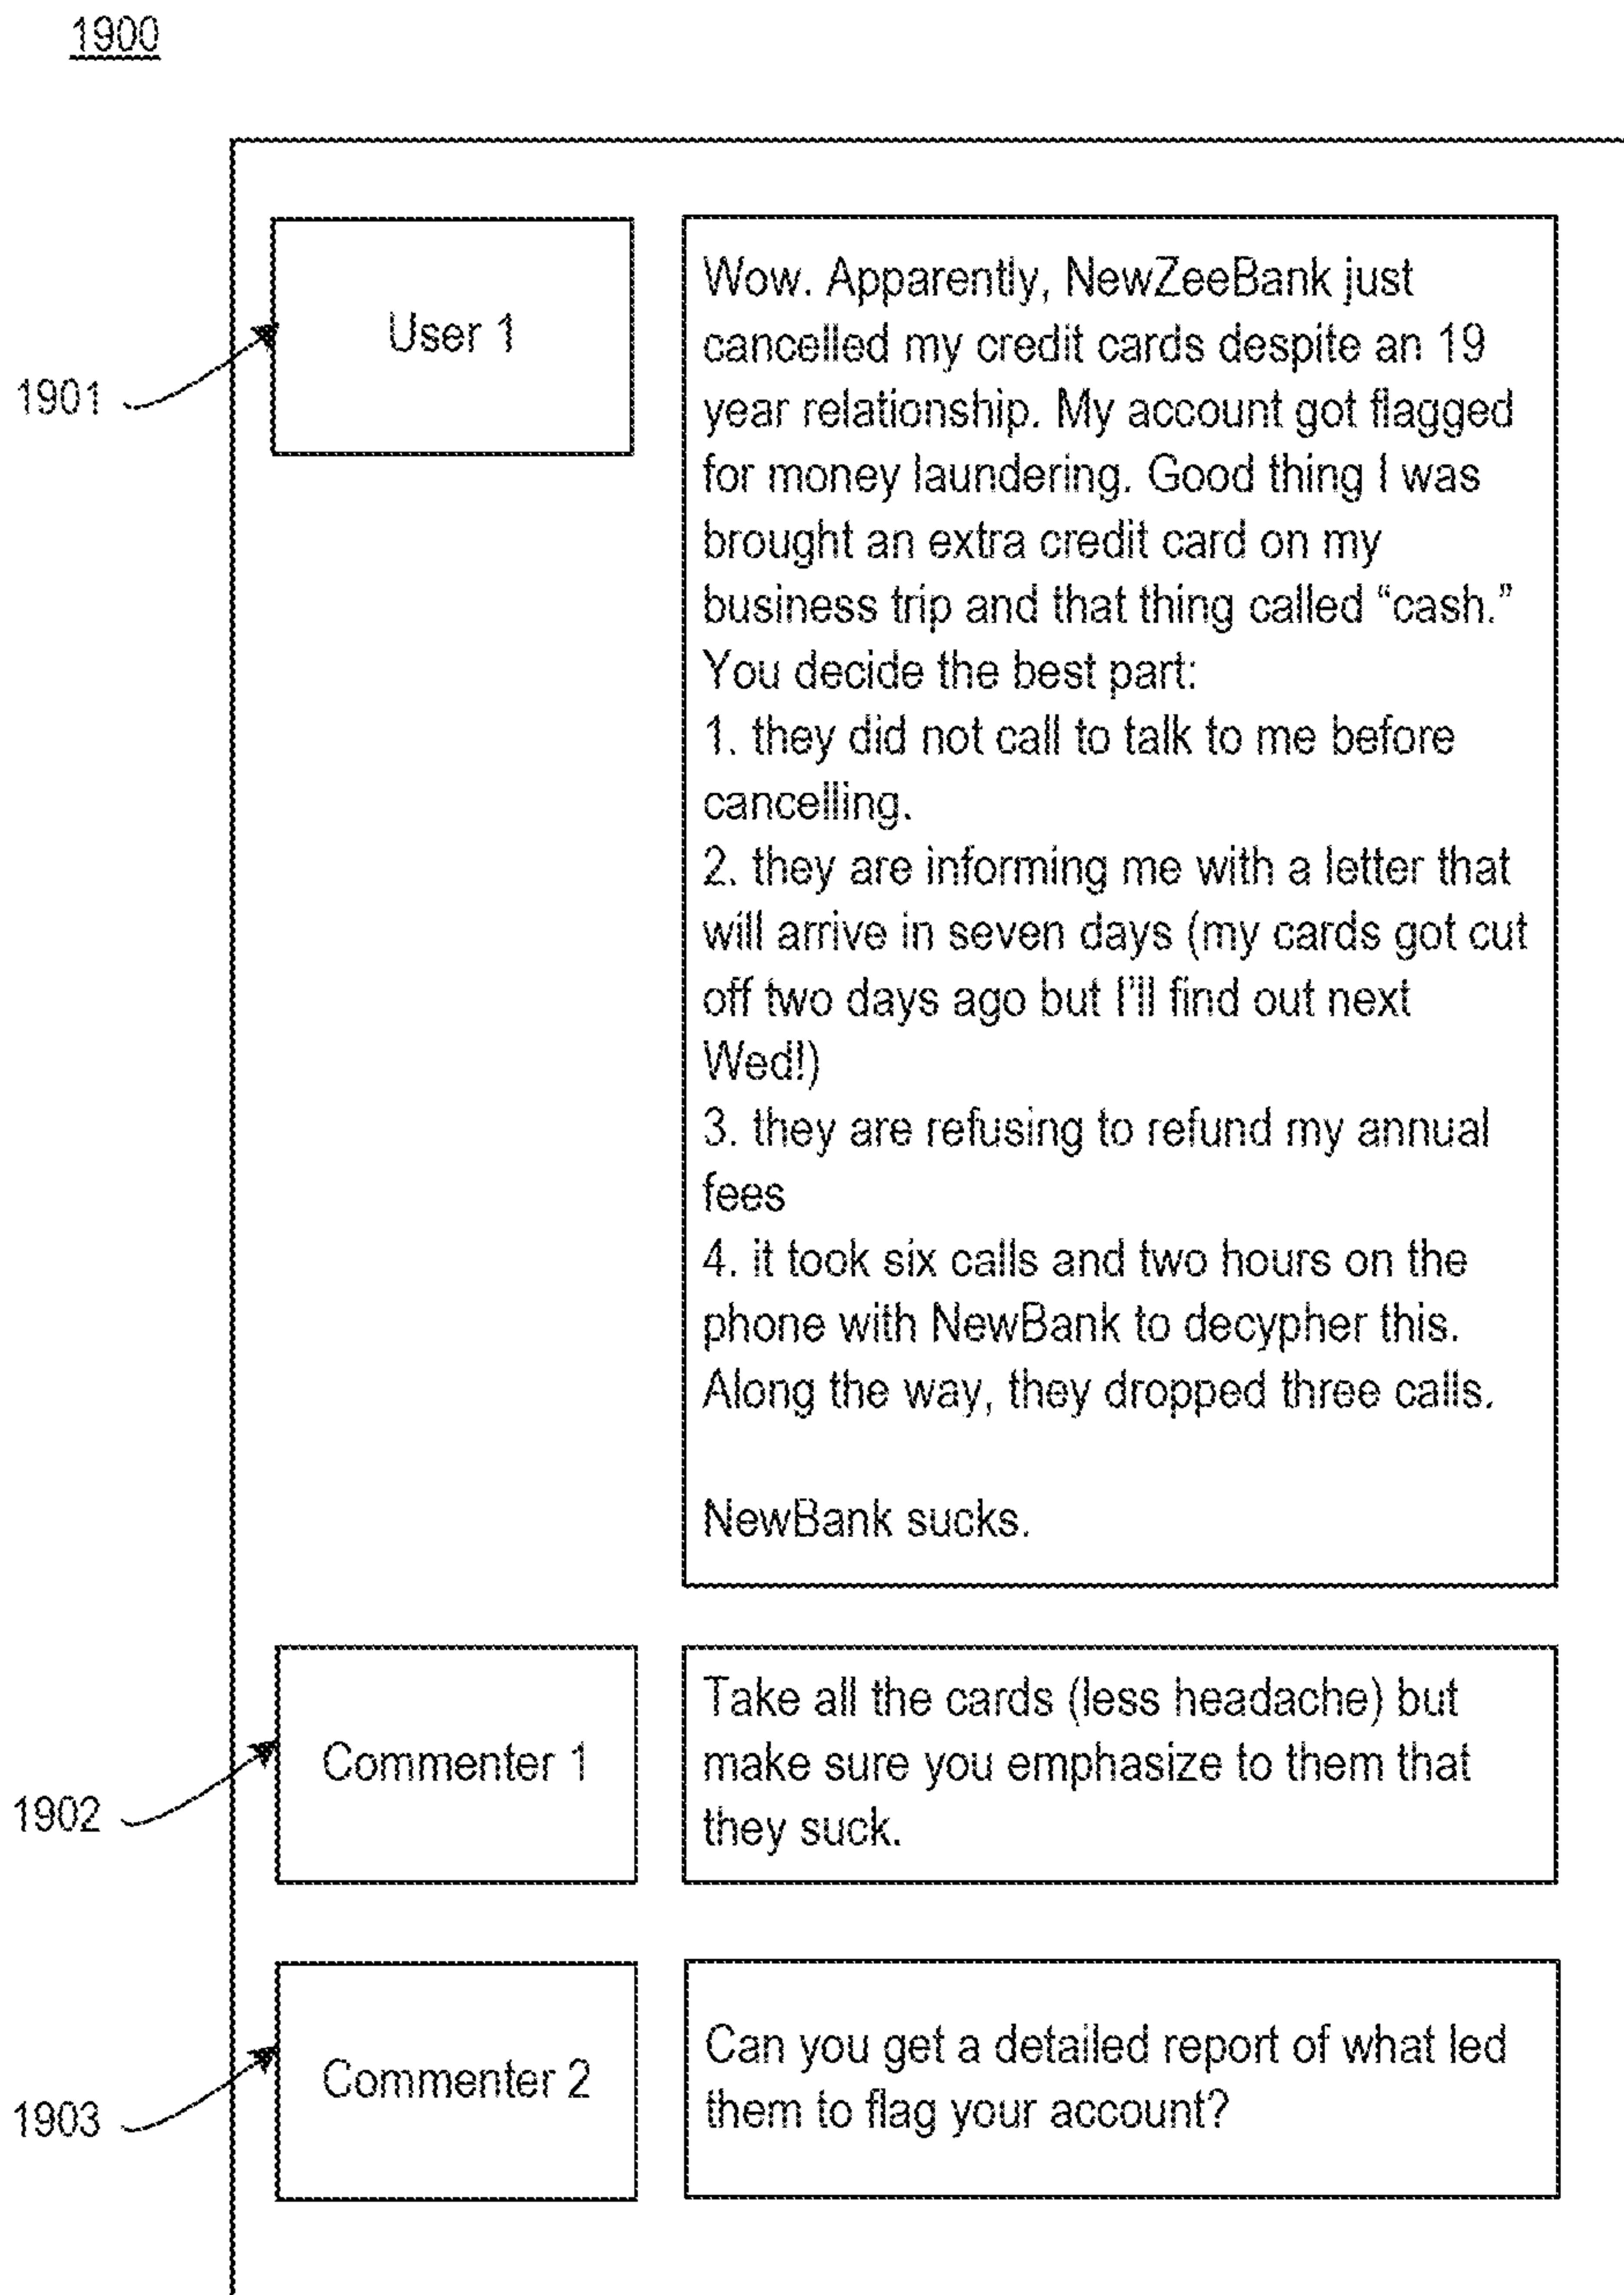 1900
1901
User 1
Wow. Apparently, NewZeeBank just
cancelled my credit cards despite an 19
year relationship. My account got flagged
for money laundering. Good thing I was
brought an extra credit card on my
business trip and that thing called “cash.”
You decide the best part:
1. they did not call to talk to me before
cancelling.
2. they are informing me with a letter that
will arrive in seven days (my cards got cut
off two days ago but I’ll find out next
Wed!)
3. they are refusing to refund my annual
fees
4. it took six calls and two hours on the
phone with NewBank to decypher this.
Along the way, they dropped three calls.
NewBank sucks.
1902
Commenter 1
Take all the cards (less headache) but
make sure you emphasize to them that
they suck.
1903
Commenter 2
Can you get a detailed report of what led
them to flag your account?